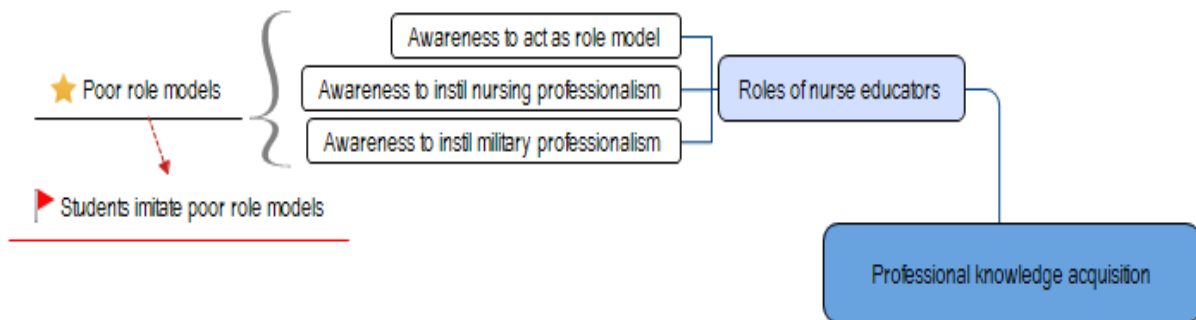 Awareness to act as role model
Poor role models
Awareness to instil nursing professionalism
Roles of nurse educators
Awareness to instil military professionalism
Students imitate poor role models
Professional knowledge acquisition